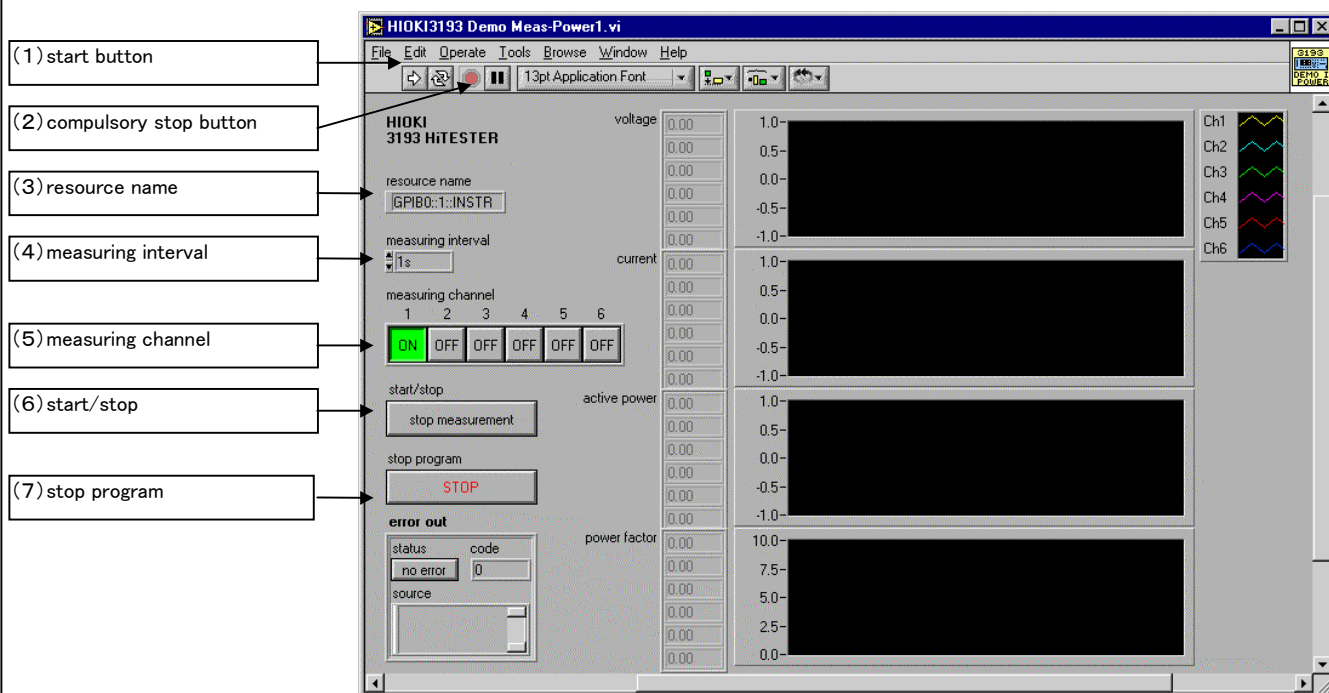 (1)start button
(2)compulsory stop button
(3)resource name
(4)measuring interval
(5)measuring channel
(6)start/stop
(7)stop program
HIOKI3193 Demo Meas-Power1.vi
File Edit Operate Tools Browse Window Help
13pt Application Font
3193
DEMO I
POWER
HIOKI
3193 HiTESTER
resource name
GPIB0::1::INSTR
measuring interval
1s
measuring channel
1 2 3 4 5 6
ON OFF OFF OFF OFF OFF
start/stop
stop measurement
stop program
STOP
error out
status code
no error 0
source
voltage
0.00
0.00
0.00
0.00
0.00
0.00
current
0.00
0.00
0.00
0.00
0.00
0.00
active power
0.00
0.00
0.00
0.00
0.00
0.00
power factor
0.00
0.00
0.00
0.00
0.00
0.00
1.0
0.5
0.0
-0.5
-1.0
1.0
0.5
0.0
-0.5
-1.0
1.0
0.5
0.0
-0.5
-1.0
10.0
7.5
5.0
2.5
0.0
Ch1
Ch2
Ch3
Ch4
Ch5
Ch6